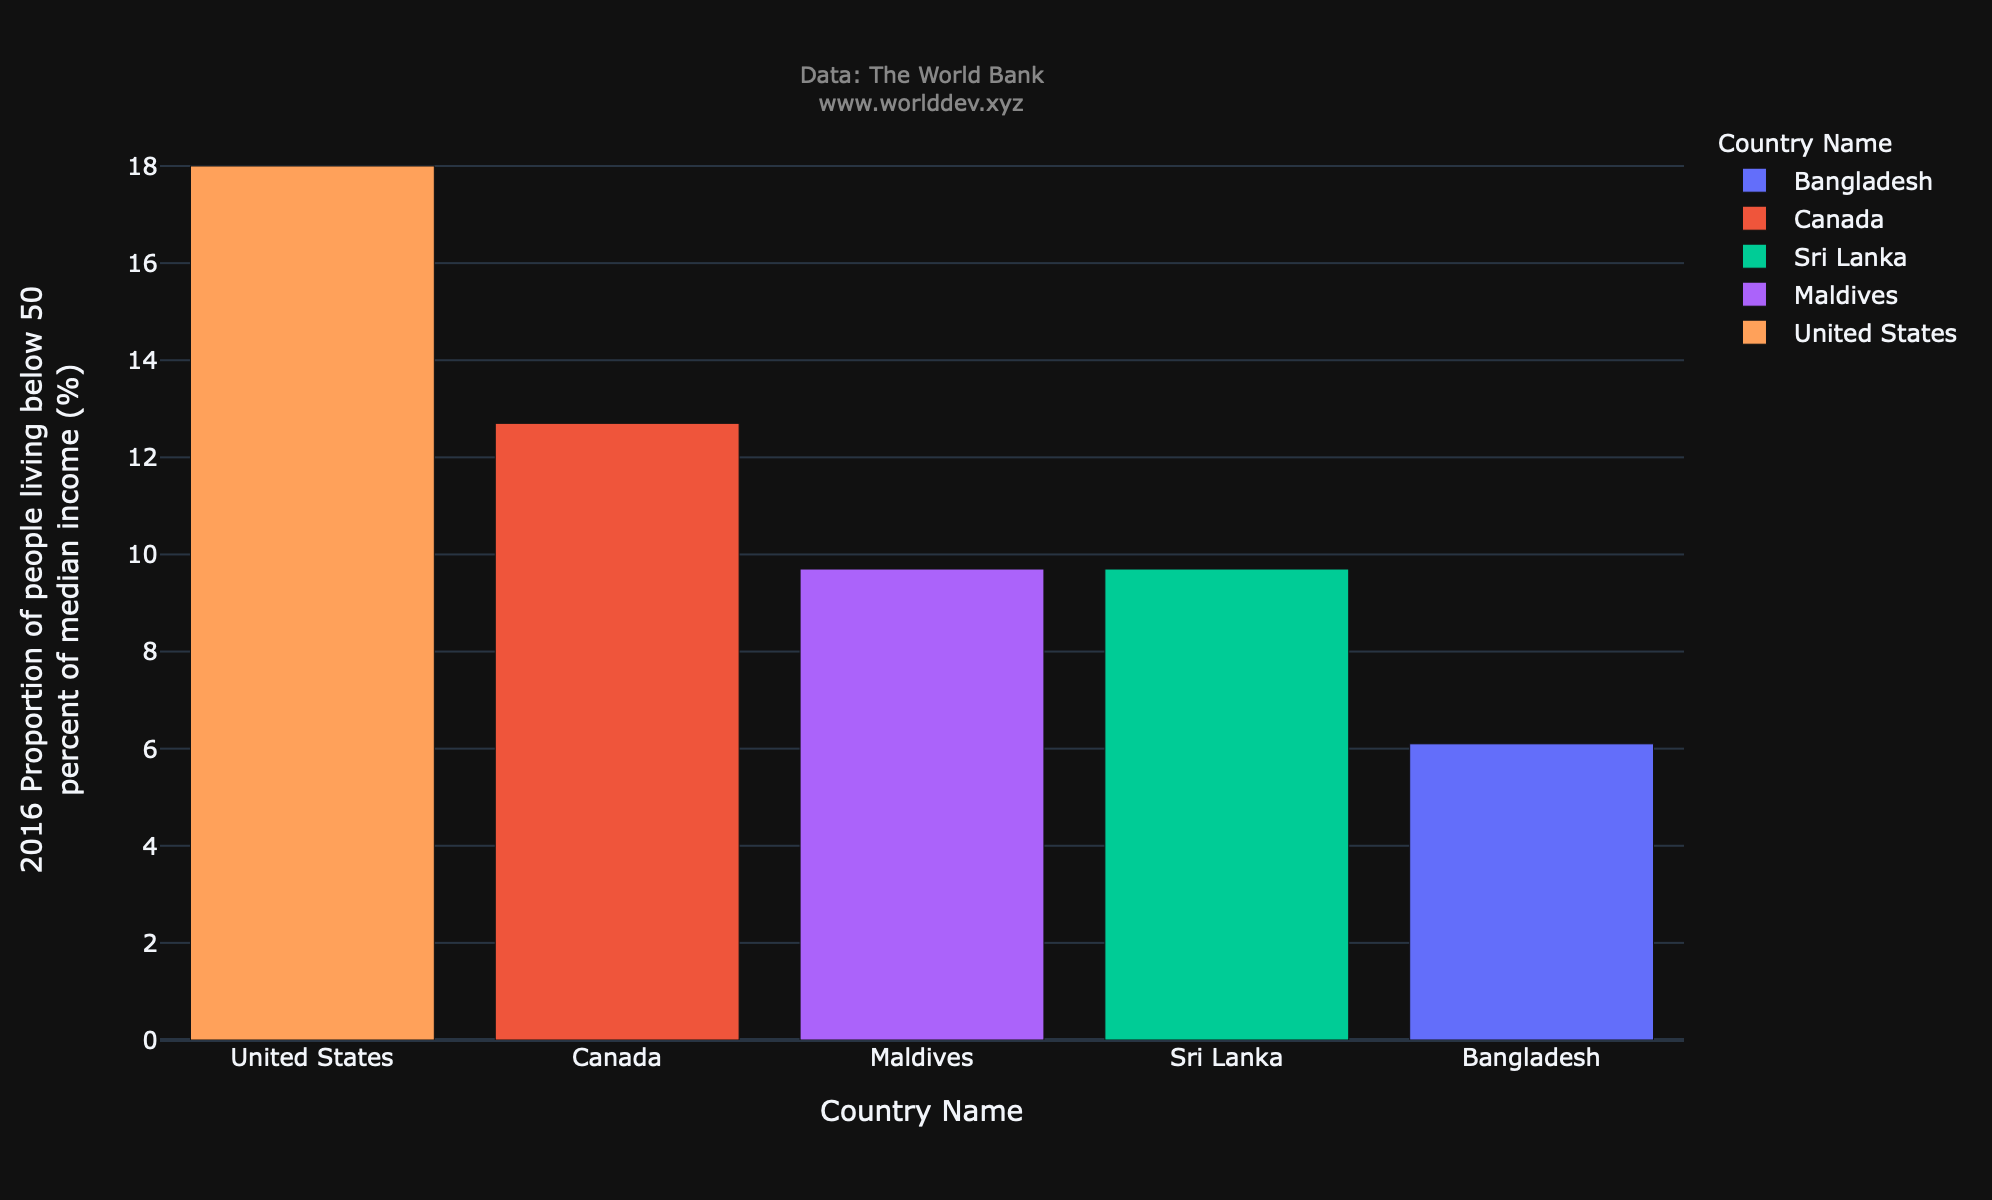 Data: The World Bank
www.worlddev.xyz
2016 Proportion of people living below 50
percent of median income (%)
18
16
14
12
10
8
6
4
2
0
United States
Canada
Maldives
Sri Lanka
Bangladesh
Country Name
Country Name
Bangladesh
Canada
Sri Lanka
Maldives
United States